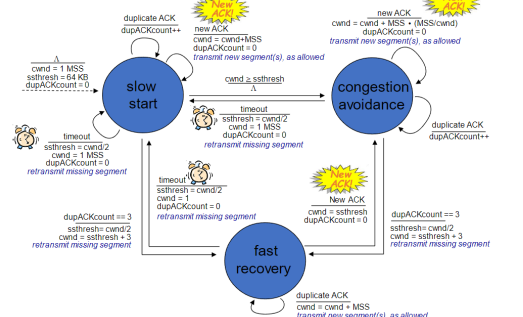 New
ACK!
duplicate ACK
dupACKcount++
new ACK
cwnd = cwnd+MSS
dupACKcount = 0
transmit new segment(s), as allowed
New
ACK!
new ACK
cwnd = cwnd + MSS • (MSS/cwnd)
dupACKcount = 0
transmit new segment(s), as allowed
Λ
cwnd = 1 MSS
ssthresh = 64 KB
dupACKcount = 0
slow
start
cwnd ≥ ssthresh
Λ
congestion
avoidance
timeout
ssthresh = cwnd/2
cwnd = 1 MSS
dupACKcount = 0
retransmit missing segment
timeout
ssthresh = cwnd/2
cwnd = 1 MSS
dupACKcount = 0
retransmit missing segment
duplicate ACK
dupACKcount++
timeout
ssthresh = cwnd/2
cwnd = 1
dupACKcount = 0
retransmit missing segment
New
ACK!
New ACK
cwnd = ssthresh
dupACKcount = 0
dupACKcount == 3
ssthresh= cwnd/2
cwnd = ssthresh + 3
retransmit missing segment
dupACKcount == 3
ssthresh= cwnd/2
cwnd = ssthresh + 3
retransmit missing segment
fast
recovery
duplicate ACK
cwnd = cwnd + MSS
transmit new segment(s), as allowed